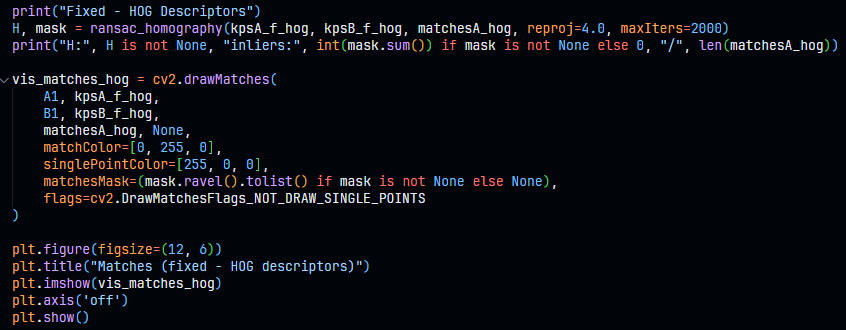 print("Fixed - HOG Descriptors")
H, mask = ransac_homography(kpsA_f_hog, kpsB_f_hog, matchesA_hog, reproj=4.0, maxIters=2000)
print("H:", H is not None, "inliers:", int(mask.sum()) if mask is not None else 0, "/", len(matchesA_hog))

vis_matches_hog = cv2.drawMatches(
    A1, kpsA_f_hog,
    B1, kpsB_f_hog,
    matchesA_hog, None,
    matchColor=[0, 255, 0],
    singlePointColor=[255, 0, 0],
    matchesMask=(mask.ravel().tolist() if mask is not None else None),
    flags=cv2.DrawMatchesFlags_NOT_DRAW_SINGLE_POINTS
)

plt.figure(figsize=(12, 6))
plt.title("Matches (fixed - HOG descriptors)")
plt.imshow(vis_matches_hog)
plt.axis('off')
plt.show()